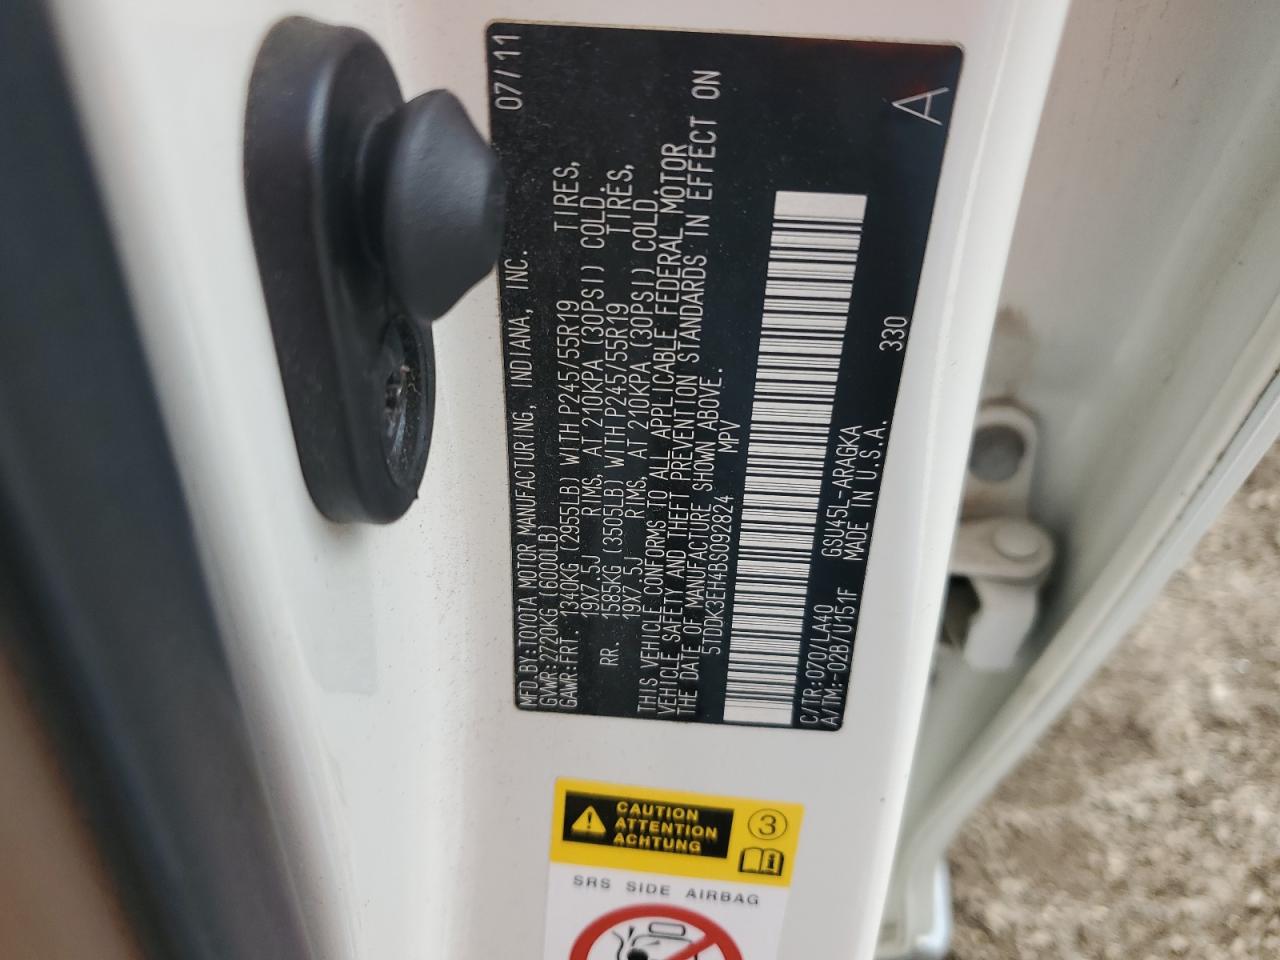 MFD.BY:TOYOTA MOTOR MANUFACTURING, INDIANA, INC. 07/11
GVWR:2720KG (6000LB)
GAWR:FRT. 1340KG (2955LB) WITH P245/55R19 TIRES,
19X7.5J RIMS, AT 210KPA (30PSI) COLD.
RR. 1585KG (3505LB) WITH P245/55R19 TIRES,
19X7.5J RIMS, AT 210KPA (30PSI) COLD.
THIS VEHICLE CONFORMS TO ALL APPLICABLE FEDERAL MOTOR
VEHICLE SAFETY AND THEFT PREVENTION STANDARDS IN EFFECT ON
THE DATE OF MANUFACTURE SHOWN ABOVE.
5TDDK3EH4BS092824 MPV
C/TR:070/LA40 GSU45L-ARAGKA 330
A/TM:-02B/U151F MADE IN U.S.A. A
CAUTION
ATTENTION
ACHTUNG
3
i
SRS SIDE AIRBAG